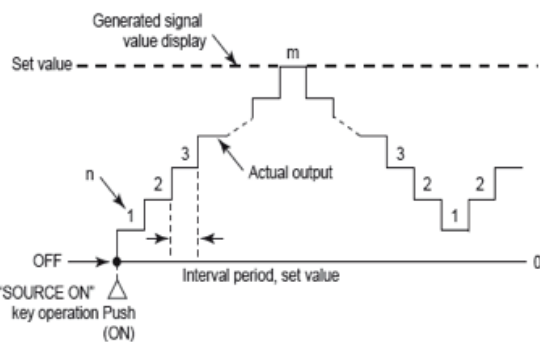 Generated signal
value display
m
Set value
3
Actual output
3
n
2
2
2
1
1
OFF
0
Interval period, set value
"SOURCE ON"
key operation Push
(ON)